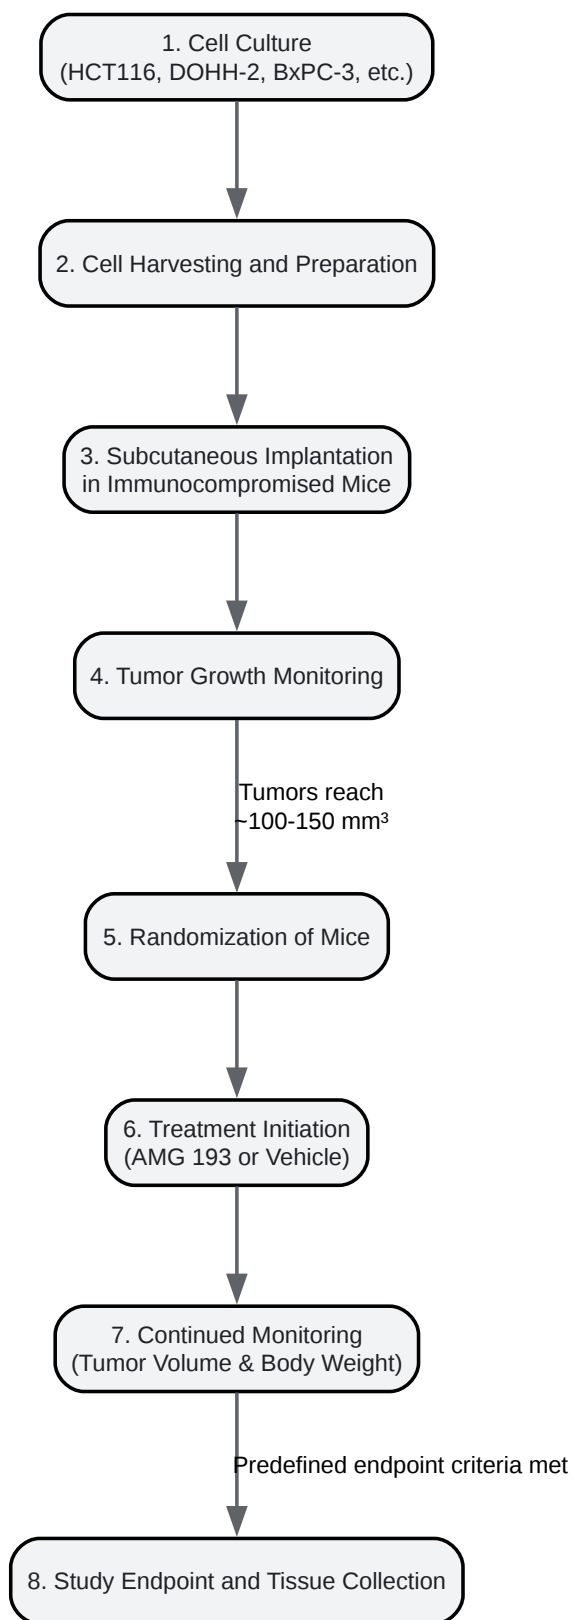 1. Cell Culture
(HCT116, DOHH-2, BxPC-3, etc.)
2. Cell Harvesting and Preparation
3. Subcutaneous Implantation
in Immunocompromised Mice
4. Tumor Growth Monitoring
Tumors reach
~100-150 mm³
5. Randomization of Mice
6. Treatment Initiation
(AMG 193 or Vehicle)
7. Continued Monitoring
(Tumor Volume & Body Weight)
Predefined endpoint criteria met
8. Study Endpoint and Tissue Collection